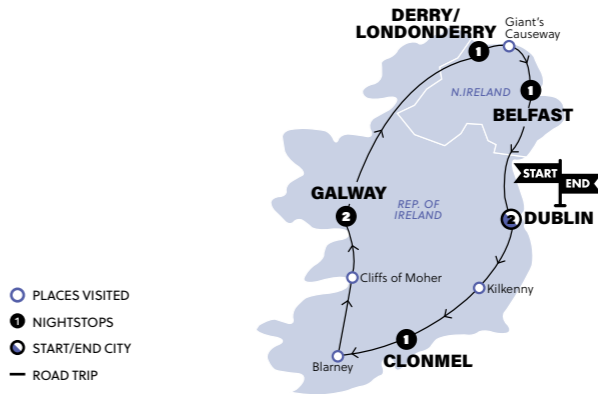 DERRY/
LONDONDERRY
Giant's
Causeway
1
N.IRELAND
1
BELFAST
START
END
GALWAY
2
REP. OF
IRELAND
2
DUBLIN
Cliffs of Moher
Kilkenny
1
CLONMEL
Blarney
PLACES VISITED
1 NIGHTSTOPS
START/END CITY
ROAD TRIP